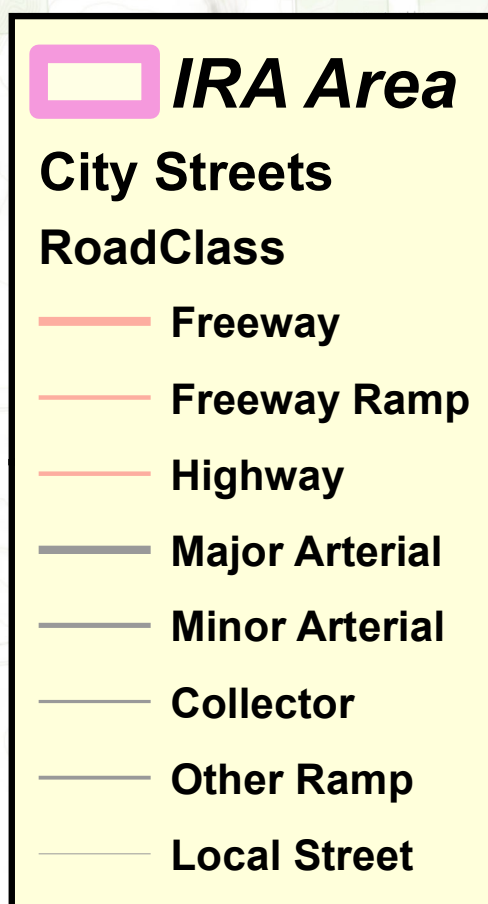 IRA Area
City Streets
RoadClass
Freeway
Freeway Ramp
Highway
Major Arterial
Minor Arterial
Collector
Other Ramp
Local Street